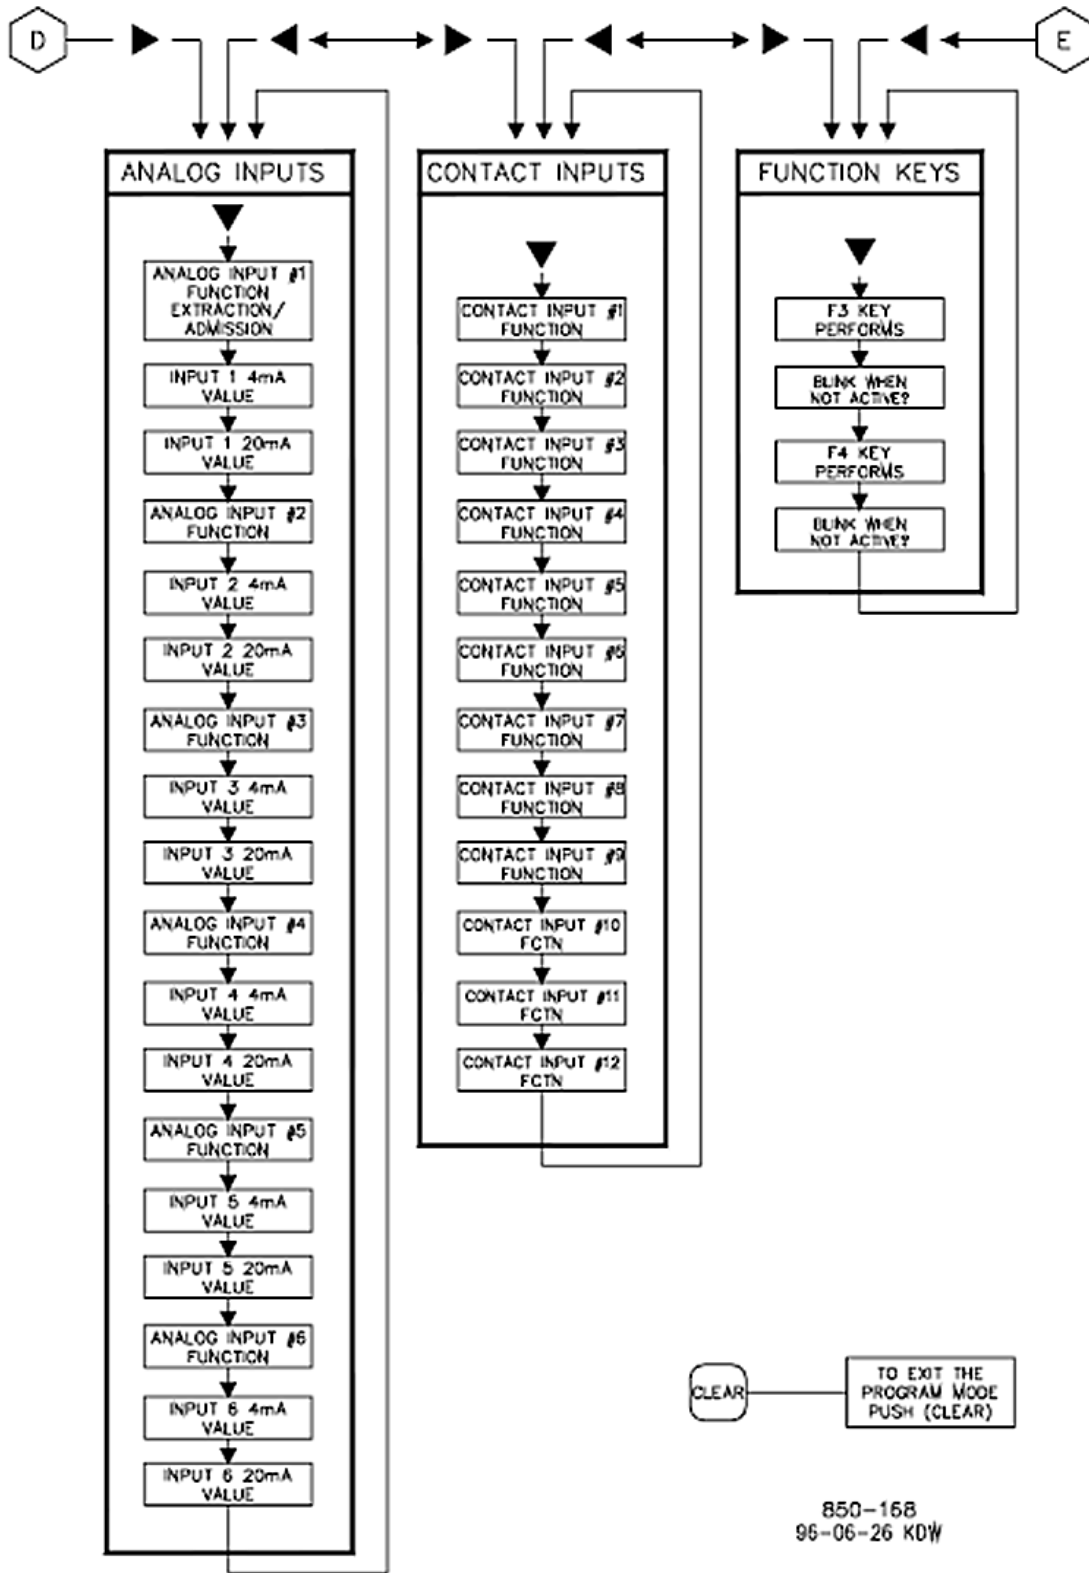 D
E
ANALOG INPUTS
ANALOG INPUT #1
FUNCTION
EXTRACTION/
ADMISSION
INPUT 1 4mA
VALUE
INPUT 1 20mA
VALUE
ANALOG INPUT #2
FUNCTION
INPUT 2 4mA
VALUE
INPUT 2 20mA
VALUE
ANALOG INPUT #3
FUNCTION
INPUT 3 4mA
VALUE
INPUT 3 20mA
VALUE
ANALOG INPUT #4
FUNCTION
INPUT 4 4mA
VALUE
INPUT 4 20mA
VALUE
ANALOG INPUT #5
FUNCTION
INPUT 5 4mA
VALUE
INPUT 5 20mA
VALUE
ANALOG INPUT #6
FUNCTION
INPUT 6 4mA
VALUE
INPUT 6 20mA
VALUE
CONTACT INPUTS
CONTACT INPUT #1
FUNCTION
CONTACT INPUT #2
FUNCTION
CONTACT INPUT #3
FUNCTION
CONTACT INPUT #4
FUNCTION
CONTACT INPUT #5
FUNCTION
CONTACT INPUT #6
FUNCTION
CONTACT INPUT #7
FUNCTION
CONTACT INPUT #8
FUNCTION
CONTACT INPUT #9
FUNCTION
CONTACT INPUT #10
FCTN
CONTACT INPUT #11
FCTN
CONTACT INPUT #12
FCTN
FUNCTION KEYS
F3 KEY
PERFORMS
BLINK WHEN
NOT ACTIVE?
F4 KEY
PERFORMS
BLINK WHEN
NOT ACTIVE?
CLEAR
TO EXIT THE
PROGRAM MODE
PUSH (CLEAR)
850-168
96-06-26 KDW